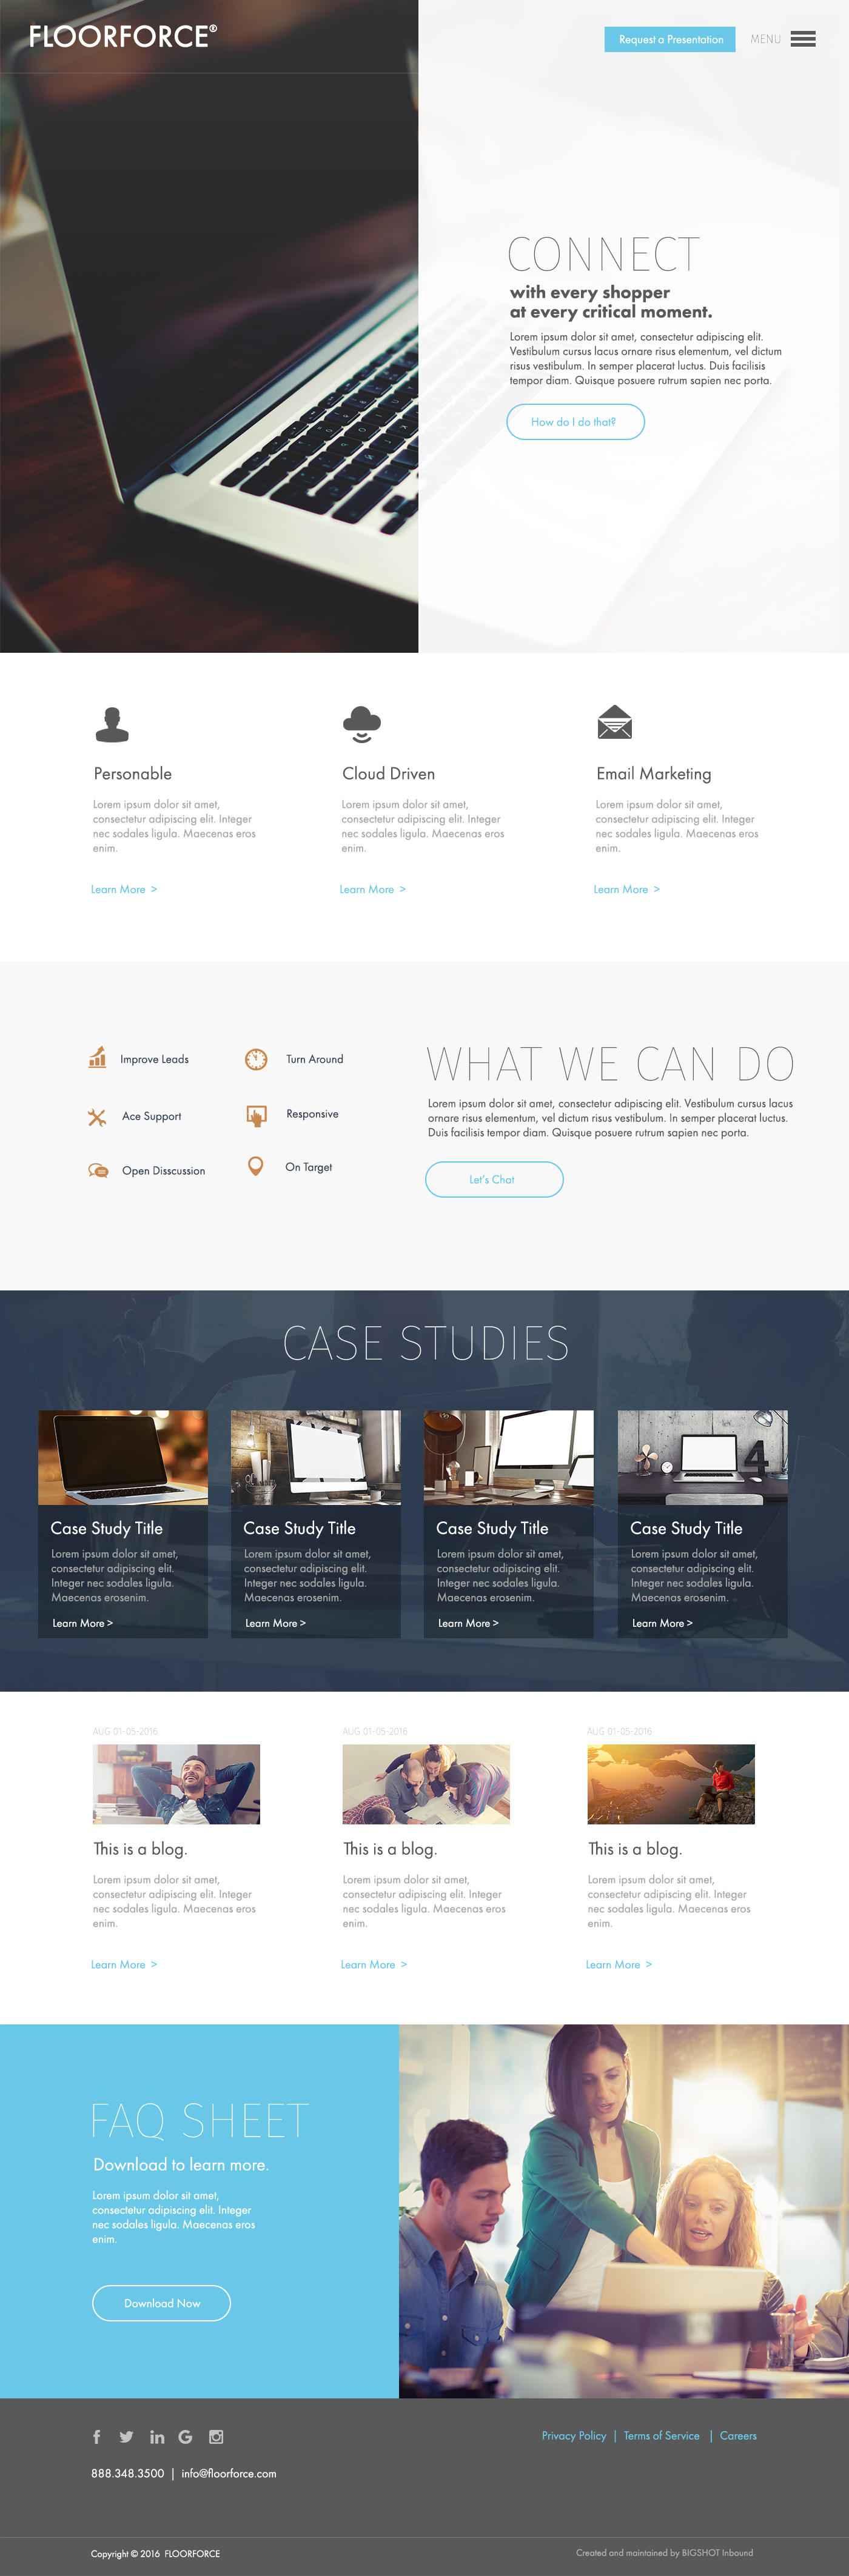 FLOORFORCE®
Request a Presentation
MENU
CONNECT
with every shopper
at every critical moment.
Lorem ipsum dolor sit amet, consectetur adipiscing elit.
Vestibulum cursus lacus ornare risus elementum, vel dictum
risus vestibulum. In semper placerat luctus. Duis facilisis
tempor diam. Quisque posuere rutrum sapien nec porta.
How do I do that?
Personable
Lorem ipsum dolor sit amet,
consectetur adipiscing elit. Integer
nec sodales ligula. Maecenas eros
enim.
Learn More >
Cloud Driven
Lorem ipsum dolor sit amet,
consectetur adipiscing elit. Integer
nec sodales ligula. Maecenas eros
enim.
Learn More >
Email Marketing
Lorem ipsum dolor sit amet,
consectetur adipiscing elit. Integer
nec sodales ligula. Maecenas eros
enim.
Learn More >
Improve Leads
Turn Around
Ace Support
Responsive
Open Disscussion
On Target
WHAT WE CAN DO
Lorem ipsum dolor sit amet, consectetur adipiscing elit. Vestibulum cursus lacus
ornare risus elementum, vel dictum risus vestibulum. In semper placerat luctus.
Duis facilisis tempor diam. Quisque posuere rutrum sapien nec porta.
Let's Chat
CASE STUDIES
4
Case Study Title
Lorem ipsum dolor sit amet,
consectetur adipiscing elit.
Integer nec sodales ligula.
Maecenas erosenim.
Learn More >
Case Study Title
Lorem ipsum dolor sit amet,
consectetur adipiscing elit.
Integer nec sodales ligula.
Maecenas erosenim.
Learn More >
Case Study Title
Lorem ipsum dolor sit amet,
consectetur adipiscing elit.
Integer nec sodales ligula.
Maecenas erosenim.
Learn More >
Case Study Title
Lorem ipsum dolor sit amet,
consectetur adipiscing elit.
Integer nec sodales ligula.
Maecenas erosenim.
Learn More >
AUG 01-05-2016
This is a blog.
Lorem ipsum dolor sit amet,
consectetur adipiscing elit. Integer
nec sodales ligula. Maecenas eros
enim.
Learn More >
AUG 01-05-2016
This is a blog.
Lorem ipsum dolor sit amet,
consectetur adipiscing elit. Integer
nec sodales ligula. Maecenas eros
enim.
Learn More >
AUG 01-05-2016
This is a blog.
Lorem ipsum dolor sit amet,
consectetur adipiscing elit. Integer
nec sodales ligula. Maecenas eros
enim.
Learn More >
FAQ SHEET
Download to learn more.
Lorem ipsum dolor sit amet,
consectetur adipiscing elit. Integer
nec sodales ligula. Maecenas eros
enim.
Download Now
Privacy Policy | Terms of Service | Careers
888.348.3500 | info@floorforce.com
Copyright © 2016 FLOORFORCE
Created and maintained by BIGSHOT Inbound